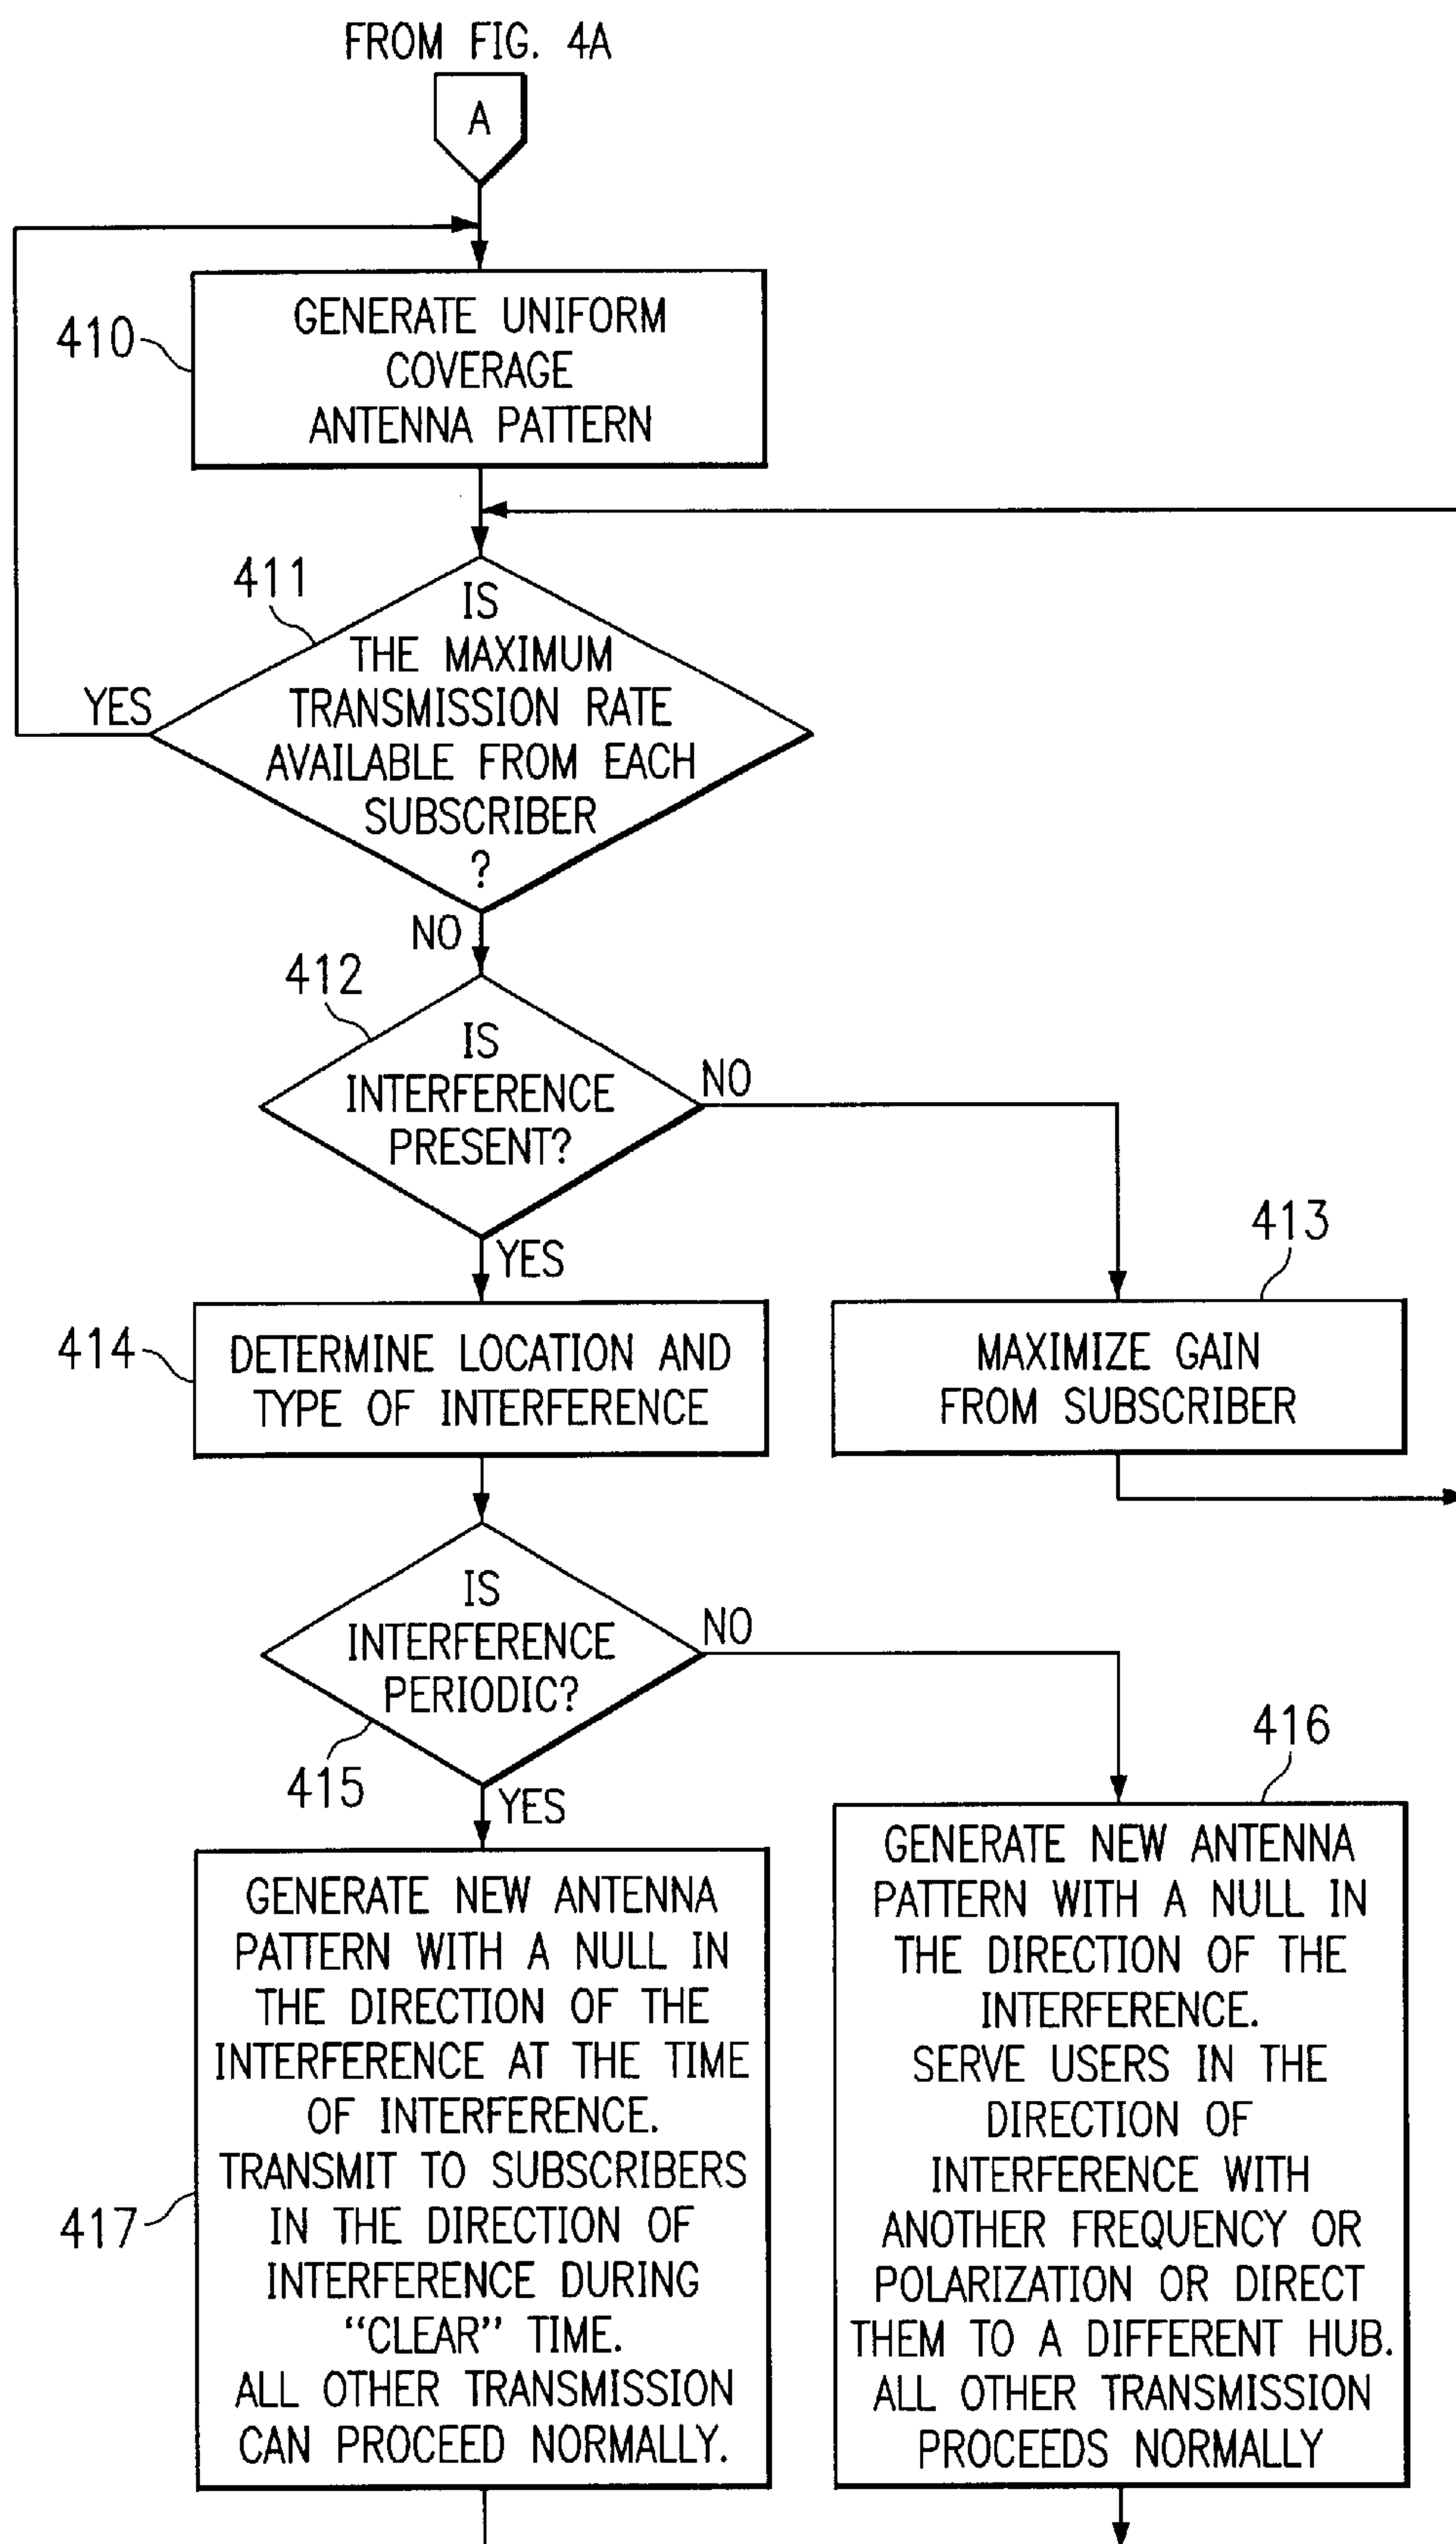 FROM FIG. 4A
A
410
GENERATE UNIFORM
COVERAGE
ANTENNA PATTERN
411
IS
THE MAXIMUM
TRANSMISSION RATE
AVAILABLE FROM EACH
SUBSCRIBER
?
YES
NO
412
IS
INTERFERENCE
PRESENT?
NO
YES
413
MAXIMIZE GAIN
FROM SUBSCRIBER
414
DETERMINE LOCATION AND
TYPE OF INTERFERENCE
IS
INTERFERENCE
PERIODIC?
NO
415
YES
416
GENERATE NEW ANTENNA
PATTERN WITH A NULL IN
THE DIRECTION OF THE
INTERFERENCE.
SERVE USERS IN THE
DIRECTION OF
INTERFERENCE WITH
ANOTHER FREQUENCY OR
POLARIZATION OR DIRECT
THEM TO A DIFFERENT HUB.
ALL OTHER TRANSMISSION
PROCEEDS NORMALLY
417
GENERATE NEW ANTENNA
PATTERN WITH A NULL IN
THE DIRECTION OF THE
INTERFERENCE AT THE TIME
OF INTERFERENCE.
TRANSMIT TO SUBSCRIBERS
IN THE DIRECTION OF
INTERFERENCE DURING
“CLEAR” TIME.
ALL OTHER TRANSMISSION
CAN PROCEED NORMALLY.